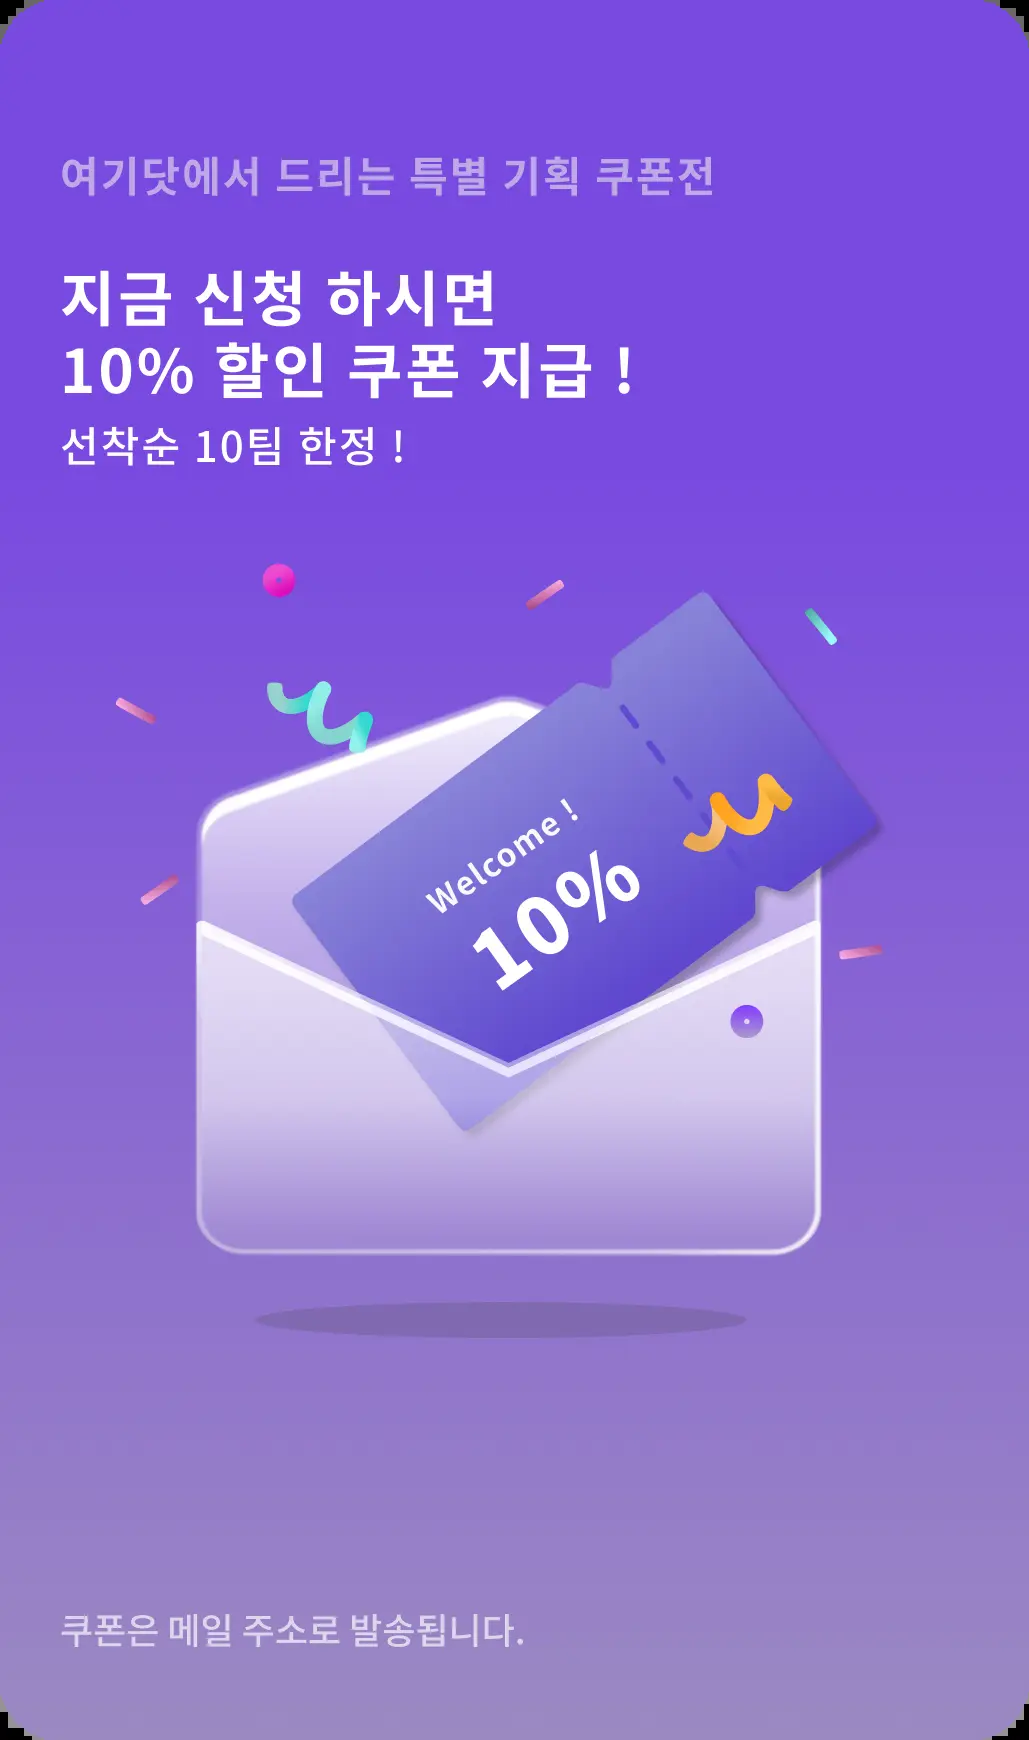 여기닷에서 드리는 특별 기획 쿠폰전
지금 신청 하시면
10% 할인 쿠폰 지급 !
선착순 10팀 한정 !
Welcome !
10%
쿠폰은 메일 주소로 발송됩니다.